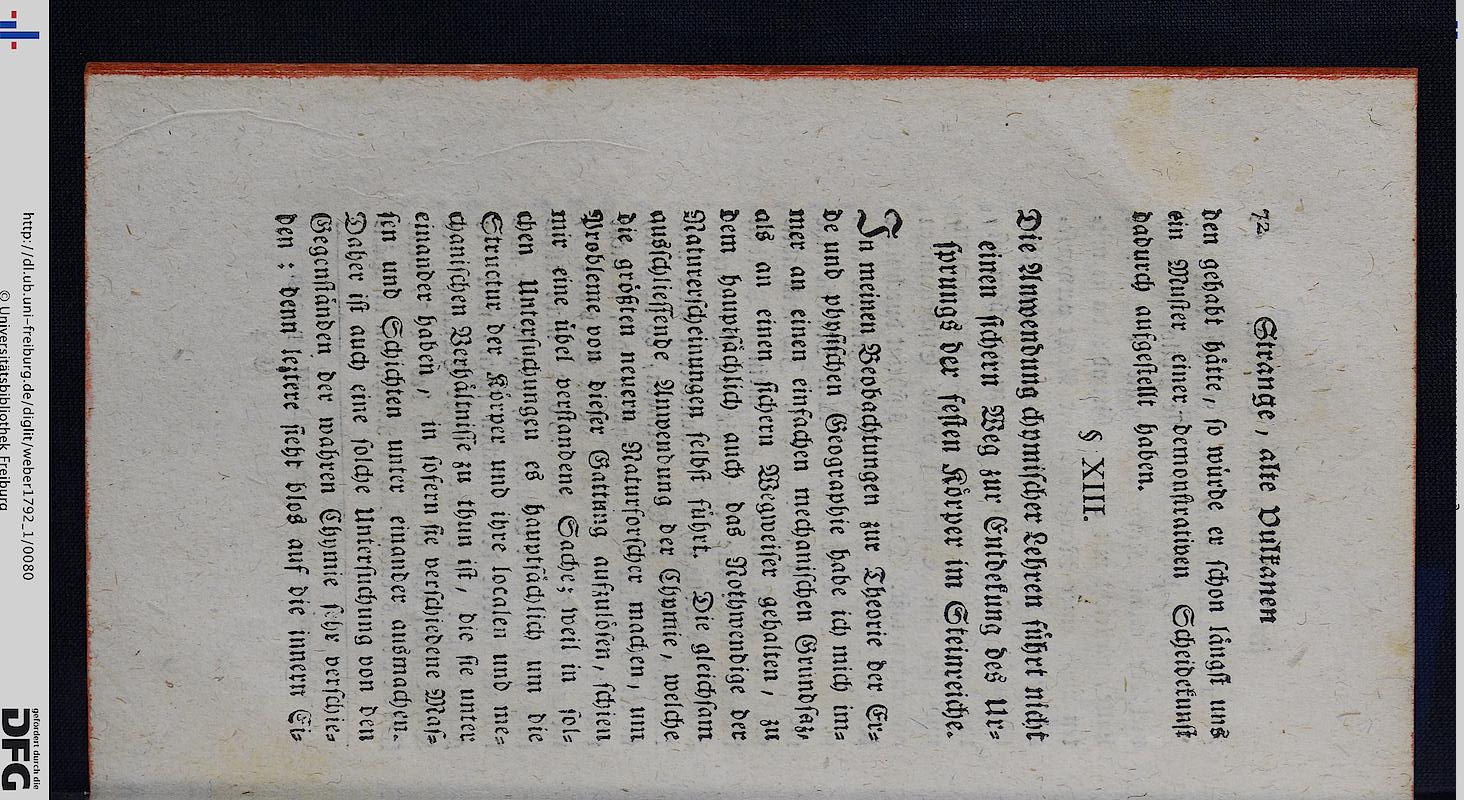 72 Strange, alte Vulkanen
den gehabt hätte, so würde er schon längst uns
ein Muster einer demonstrativen Scheidekunst
dadurch aufgestellt haben.
§ XIII.
Die Anwendung chymischer Lehren führt nicht
einen sichern Weg zur Entdekung des Ur-
sprungs der festen Körper im Steinreiche.
In meinen Beobachtungen zur Theorie der Er-
de und physischen Geographie habe ich mich im-
mer an einen einfachen mechanischen Grundsaz,
als an einen sichern Wegweiser gehalten, zu
dem hauptsächlich auch das Nothwendige der
Naturerscheinungen selbst führt. Die gleichsam
ausschliessende Anwendung der Chymie, welche
die größten neuern Naturforscher machen, um
Probleme von dieser Gattung aufzulösen, schien
mir eine übel verstandene Sache; weil in sol-
chen Untersuchungen es hauptsächlich um die
Structur der Körper und ihre localen und me-
chanischen Verhältnisse zu thun ist, die sie unter
einander haben, in sofern sie verschiedene Mas-
sen und Schichten unter einander ausmachen.
Daher ist auch eine solche Untersuchung von den
Gegenständen der wahren Chymie sehr verschie-
den: denn leztere sieht blos auf die innern Ei-
http://dl.ub.uni-freiburg.de/diglit/weber1792_1/0080
© Universitätsbibliothek Freiburg
gefördert durch die
DFG